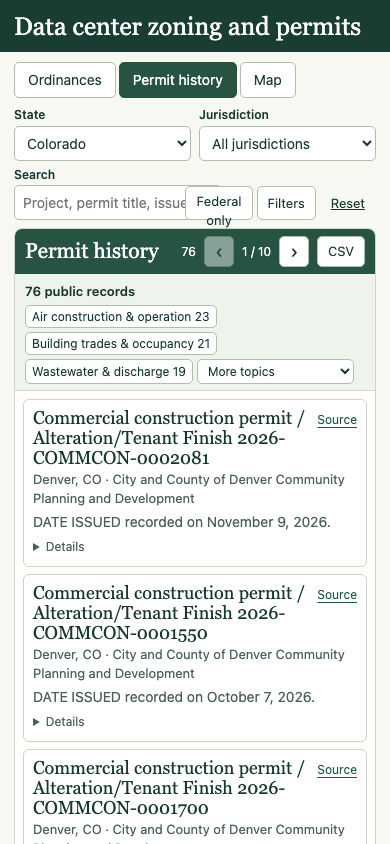 Data center zoning and permits
Ordinances Permit history Map
State Jurisdiction
Colorado All jurisdictions
Search
Project, permit title, issue Federal only Filters Reset
Permit history 76 ‹ 1 / 10 › CSV
76 public records
Air construction & operation 23
Building trades & occupancy 21
Wastewater & discharge 19 More topics
Commercial construction permit / Source
Alteration/Tenant Finish 2026-
COMMCON-0002081
Denver, CO · City and County of Denver Community
Planning and Development
DATE ISSUED recorded on November 9, 2026.
Details
Commercial construction permit / Source
Alteration/Tenant Finish 2026-
COMMCON-0001550
Denver, CO · City and County of Denver Community
Planning and Development
DATE ISSUED recorded on October 7, 2026.
Details
Commercial construction permit / Source
Alteration/Tenant Finish 2026-
COMMCON-0001700
Denver, CO · City and County of Denver Community